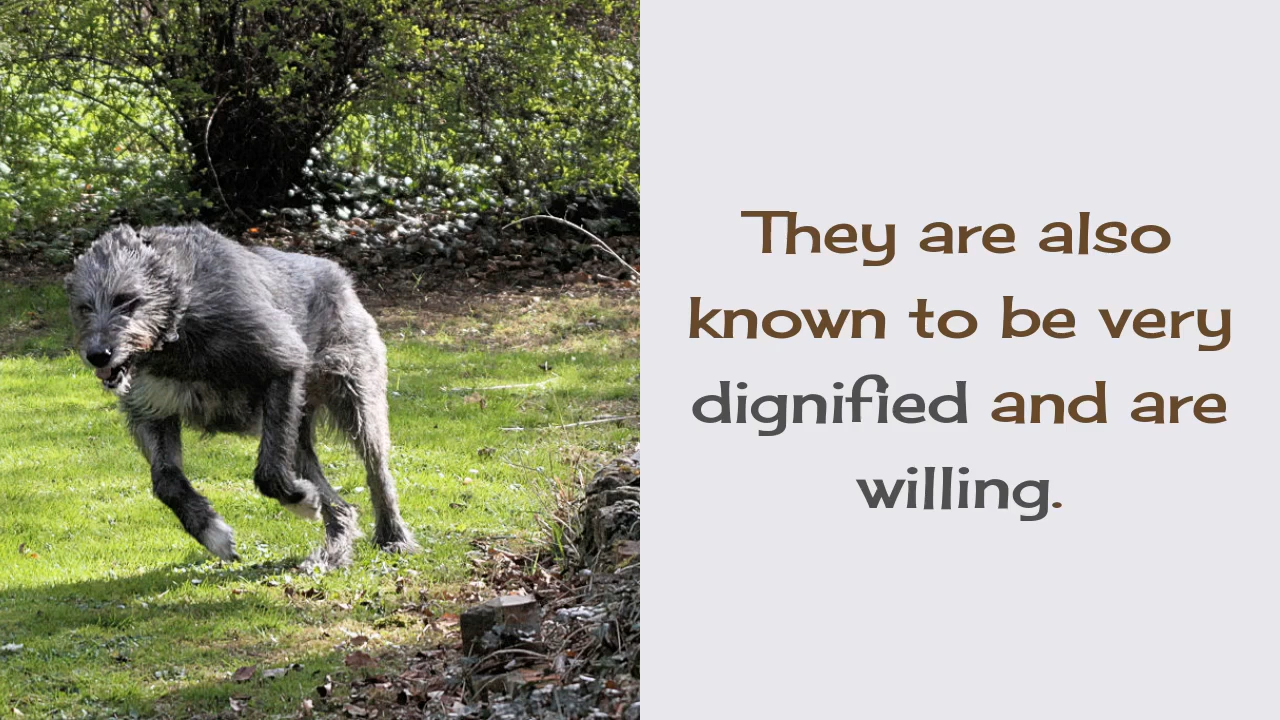 They are also
known to be very
dignified and are
willing.